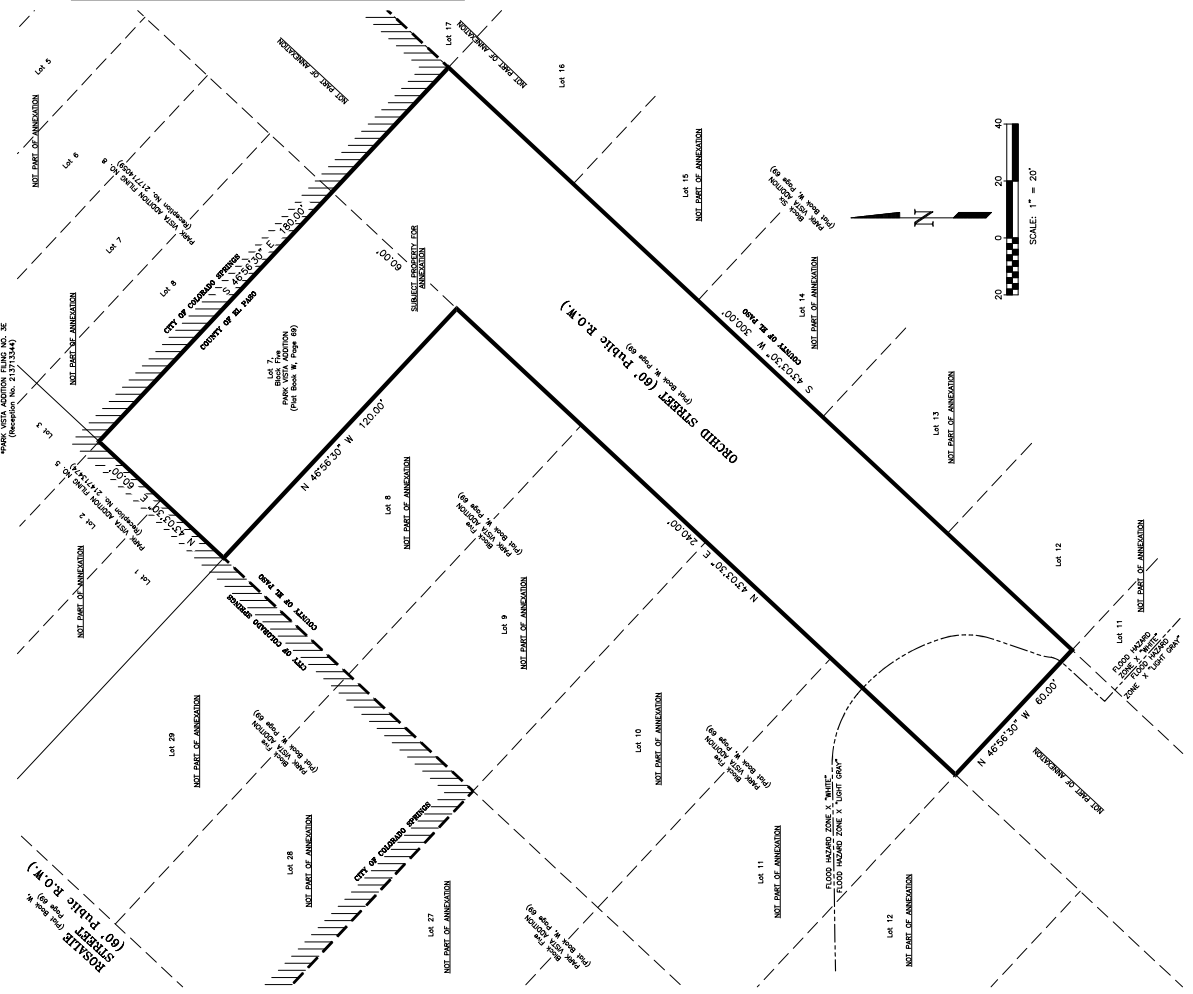 *PARK VISTA ADDITION FILING NO. 3E
(Reception No. 213713344)
Lot 5
NOT PART OF ANNEXATION
Lot 6
PARK VISTA ADDITION FILING NO. 8
(Reception No. 217714059)
Lot 7
Lot 8
NOT PART OF ANNEXATION
NOT PART OF ANNEXATION
Lot 17
NOT PART OF ANNEXATION
Lot 16
CITY OF COLORADO SPRINGS
S 46°56'30" E 180.00'
COUNTY OF EL PASO
60.00'
SUBJECT PROPERTY FOR
ANNEXATION
Lot 15
NOT PART OF ANNEXATION
Block Six
PARK VISTA ADDITION
(Plat Book W, Page 69)
N
40
20
0
20
SCALE: 1" = 20'
Lot 7,
Block Five
PARK VISTA ADDITION
(Plat Book W, Page 69)
Lot 3
Lot 2
Lot 1
PARK VISTA ADDITION FILING NO. 5
(Reception No. 214713474)
N 43°03'30" E 60.00'
NOT PART OF ANNEXATION
N 46°56'30" W 120.00'
ORCHID STREET (60' Public R.O.W.)
(Plat Book W, Page 69)
S 43°03'30" W 300.00'
COUNTY OF EL PASO
Lot 14
NOT PART OF ANNEXATION
Lot 13
NOT PART OF ANNEXATION
Lot 8
NOT PART OF ANNEXATION
Block Five
PARK VISTA ADDITION
(Plat Book W, Page 69)
N 43°03'30" E 240.00'
COUNTY OF EL PASO
CITY OF COLORADO SPRINGS
Lot 9
NOT PART OF ANNEXATION
Lot 12
NOT PART OF ANNEXATION
Lot 11
FLOOD HAZARD
ZONE X "WHITE"
FLOOD HAZARD
ZONE X "LIGHT GRAY"
Lot 29
NOT PART OF ANNEXATION
Block Five
PARK VISTA ADDITION
(Plat Book W, Page 69)
Lot 10
NOT PART OF ANNEXATION
Block Five
PARK VISTA ADDITION
(Plat Book W, Page 69)
N 46°56'30" W 60.00'
NOT PART OF ANNEXATION
FLOOD HAZARD ZONE X "WHITE"
FLOOD HAZARD ZONE X "LIGHT GRAY"
Lot 28
NOT PART OF ANNEXATION
CITY OF COLORADO SPRINGS
Lot 11
NOT PART OF ANNEXATION
ROSALIE
STREET
(60' Public R.O.W.)
(Plat Book W,
Page 69)
Lot 27
NOT PART OF ANNEXATION
Block Five
PARK VISTA ADDITION
(Plat Book W, Page 69)
Lot 12
NOT PART OF ANNEXATION